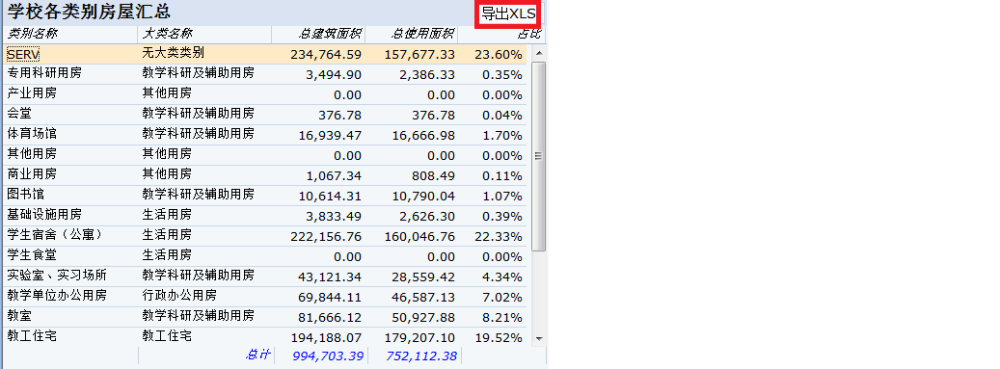 学校各类别房屋汇总 导出XLS
类别名称 大类名称 总建筑面积 总使用面积 占比
SERV 无大类类别 234,764.59 157,677.33 23.60%
专用科研用房 教学科研及辅助用房 3,494.90 2,386.33 0.35%
产业用房 其他用房 0.00 0.00 0.00%
会堂 教学科研及辅助用房 376.78 376.78 0.04%
体育场馆 教学科研及辅助用房 16,939.47 16,666.98 1.70%
其他用房 其他用房 0.00 0.00 0.00%
商业用房 其他用房 1,067.34 808.49 0.11%
图书馆 教学科研及辅助用房 10,614.31 10,790.04 1.07%
基础设施用房 生活用房 3,833.49 2,626.30 0.39%
学生宿舍（公寓） 生活用房 222,156.76 160,046.76 22.33%
学生食堂 生活用房 0.00 0.00 0.00%
实验室、实习场所 教学科研及辅助用房 43,121.34 28,559.42 4.34%
教学单位办公用房 行政办公用房 69,844.11 46,587.13 7.02%
教室 教学科研及辅助用房 81,666.12 50,927.88 8.21%
教工住宅 教工住宅 194,188.07 179,207.10 19.52%
总计 994,703.39 752,112.38